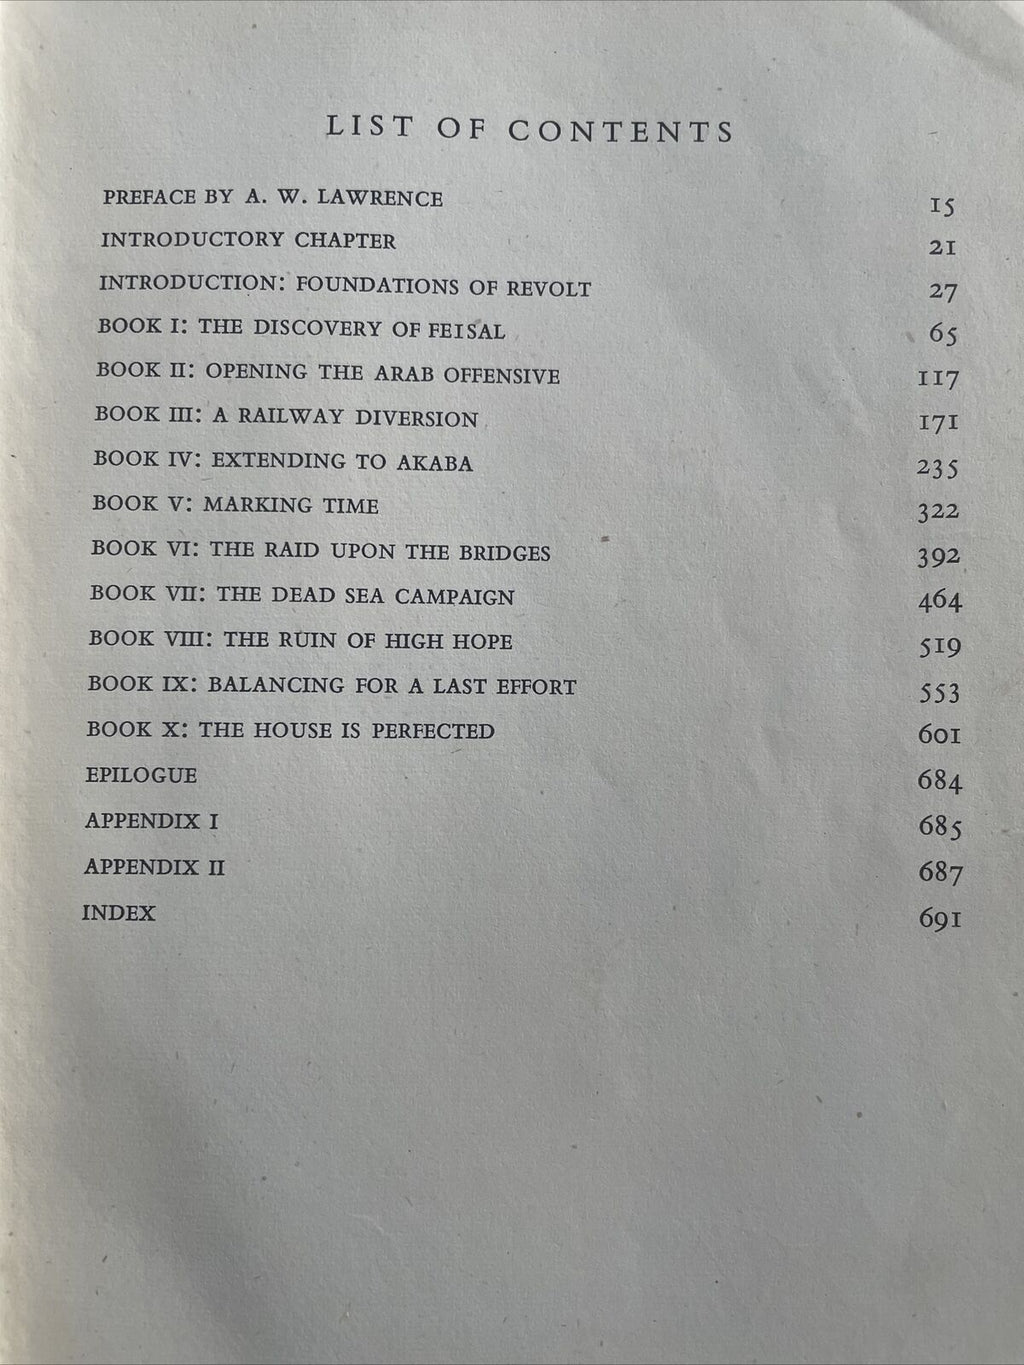 LIST OF CONTENTS
PREFACE BY A. W. LAWRENCE 15
INTRODUCTORY CHAPTER 21
INTRODUCTION: FOUNDATIONS OF REVOLT 27
BOOK I: THE DISCOVERY OF FEISAL 65
BOOK II: OPENING THE ARAB OFFENSIVE 117
BOOK III: A RAILWAY DIVERSION 171
BOOK IV: EXTENDING TO AKABA 235
BOOK V: MARKING TIME 322
BOOK VI: THE RAID UPON THE BRIDGES 392
BOOK VII: THE DEAD SEA CAMPAIGN 464
BOOK VIII: THE RUIN OF HIGH HOPE 519
BOOK IX: BALANCING FOR A LAST EFFORT 553
BOOK X: THE HOUSE IS PERFECTED 601
EPILOGUE 684
APPENDIX I 685
APPENDIX II 687
INDEX 691